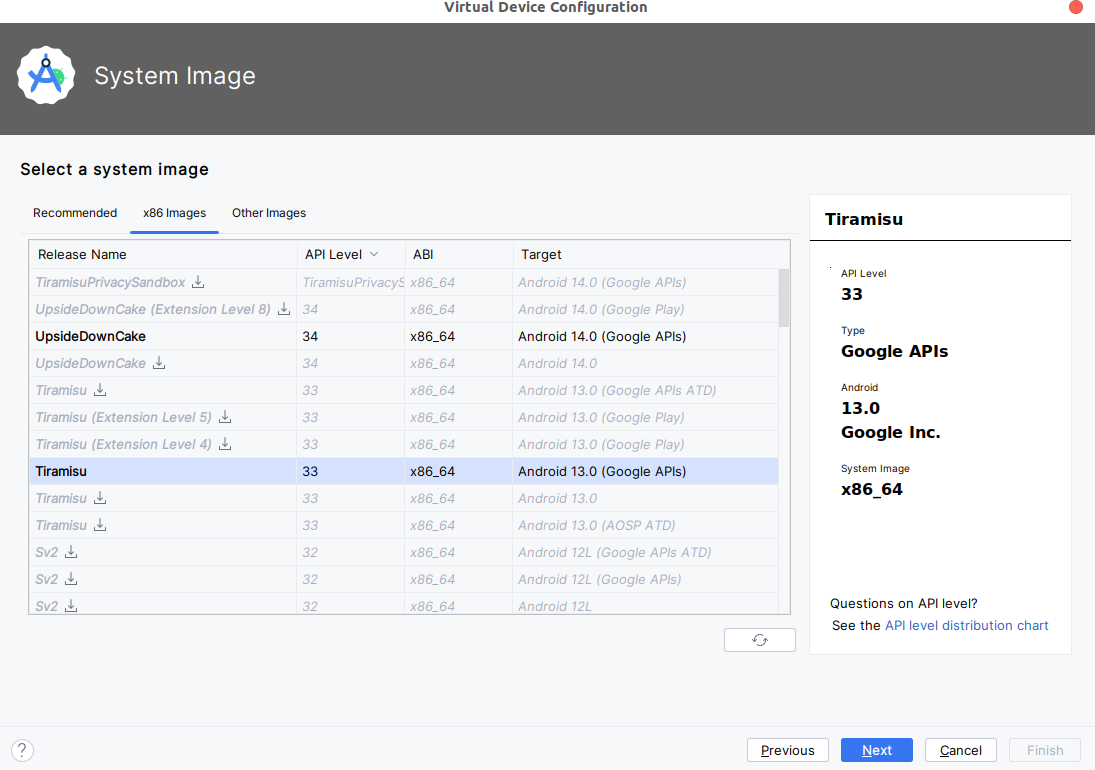 Virtual Device Configuration
System Image
Select a system image
Recommended x86 Images Other Images
Release Name API Level ABI Target
TiramisuPrivacySandbox TiramisuPrivacyS x86_64 Android 14.0 (Google APIs)
UpsideDownCake (Extension Level 8) 34 x86_64 Android 14.0 (Google Play)
UpsideDownCake 34 x86_64 Android 14.0 (Google APIs)
UpsideDownCake 34 x86_64 Android 14.0
Tiramisu 33 x86_64 Android 13.0 (Google APIs ATD)
Tiramisu (Extension Level 5) 33 x86_64 Android 13.0 (Google Play)
Tiramisu (Extension Level 4) 33 x86_64 Android 13.0 (Google Play)
Tiramisu 33 x86_64 Android 13.0 (Google APIs)
Tiramisu 33 x86_64 Android 13.0
Tiramisu 33 x86_64 Android 13.0 (AOSP ATD)
Sv2 32 x86_64 Android 12L (Google APIs ATD)
Sv2 32 x86_64 Android 12L (Google APIs)
Sv2 32 x86_64 Android 12L
Tiramisu
API Level
33
Type
Google APIs
Android
13.0
Google Inc.
System Image
x86_64
Questions on API level?
See the API level distribution chart
? Previous Next Cancel Finish